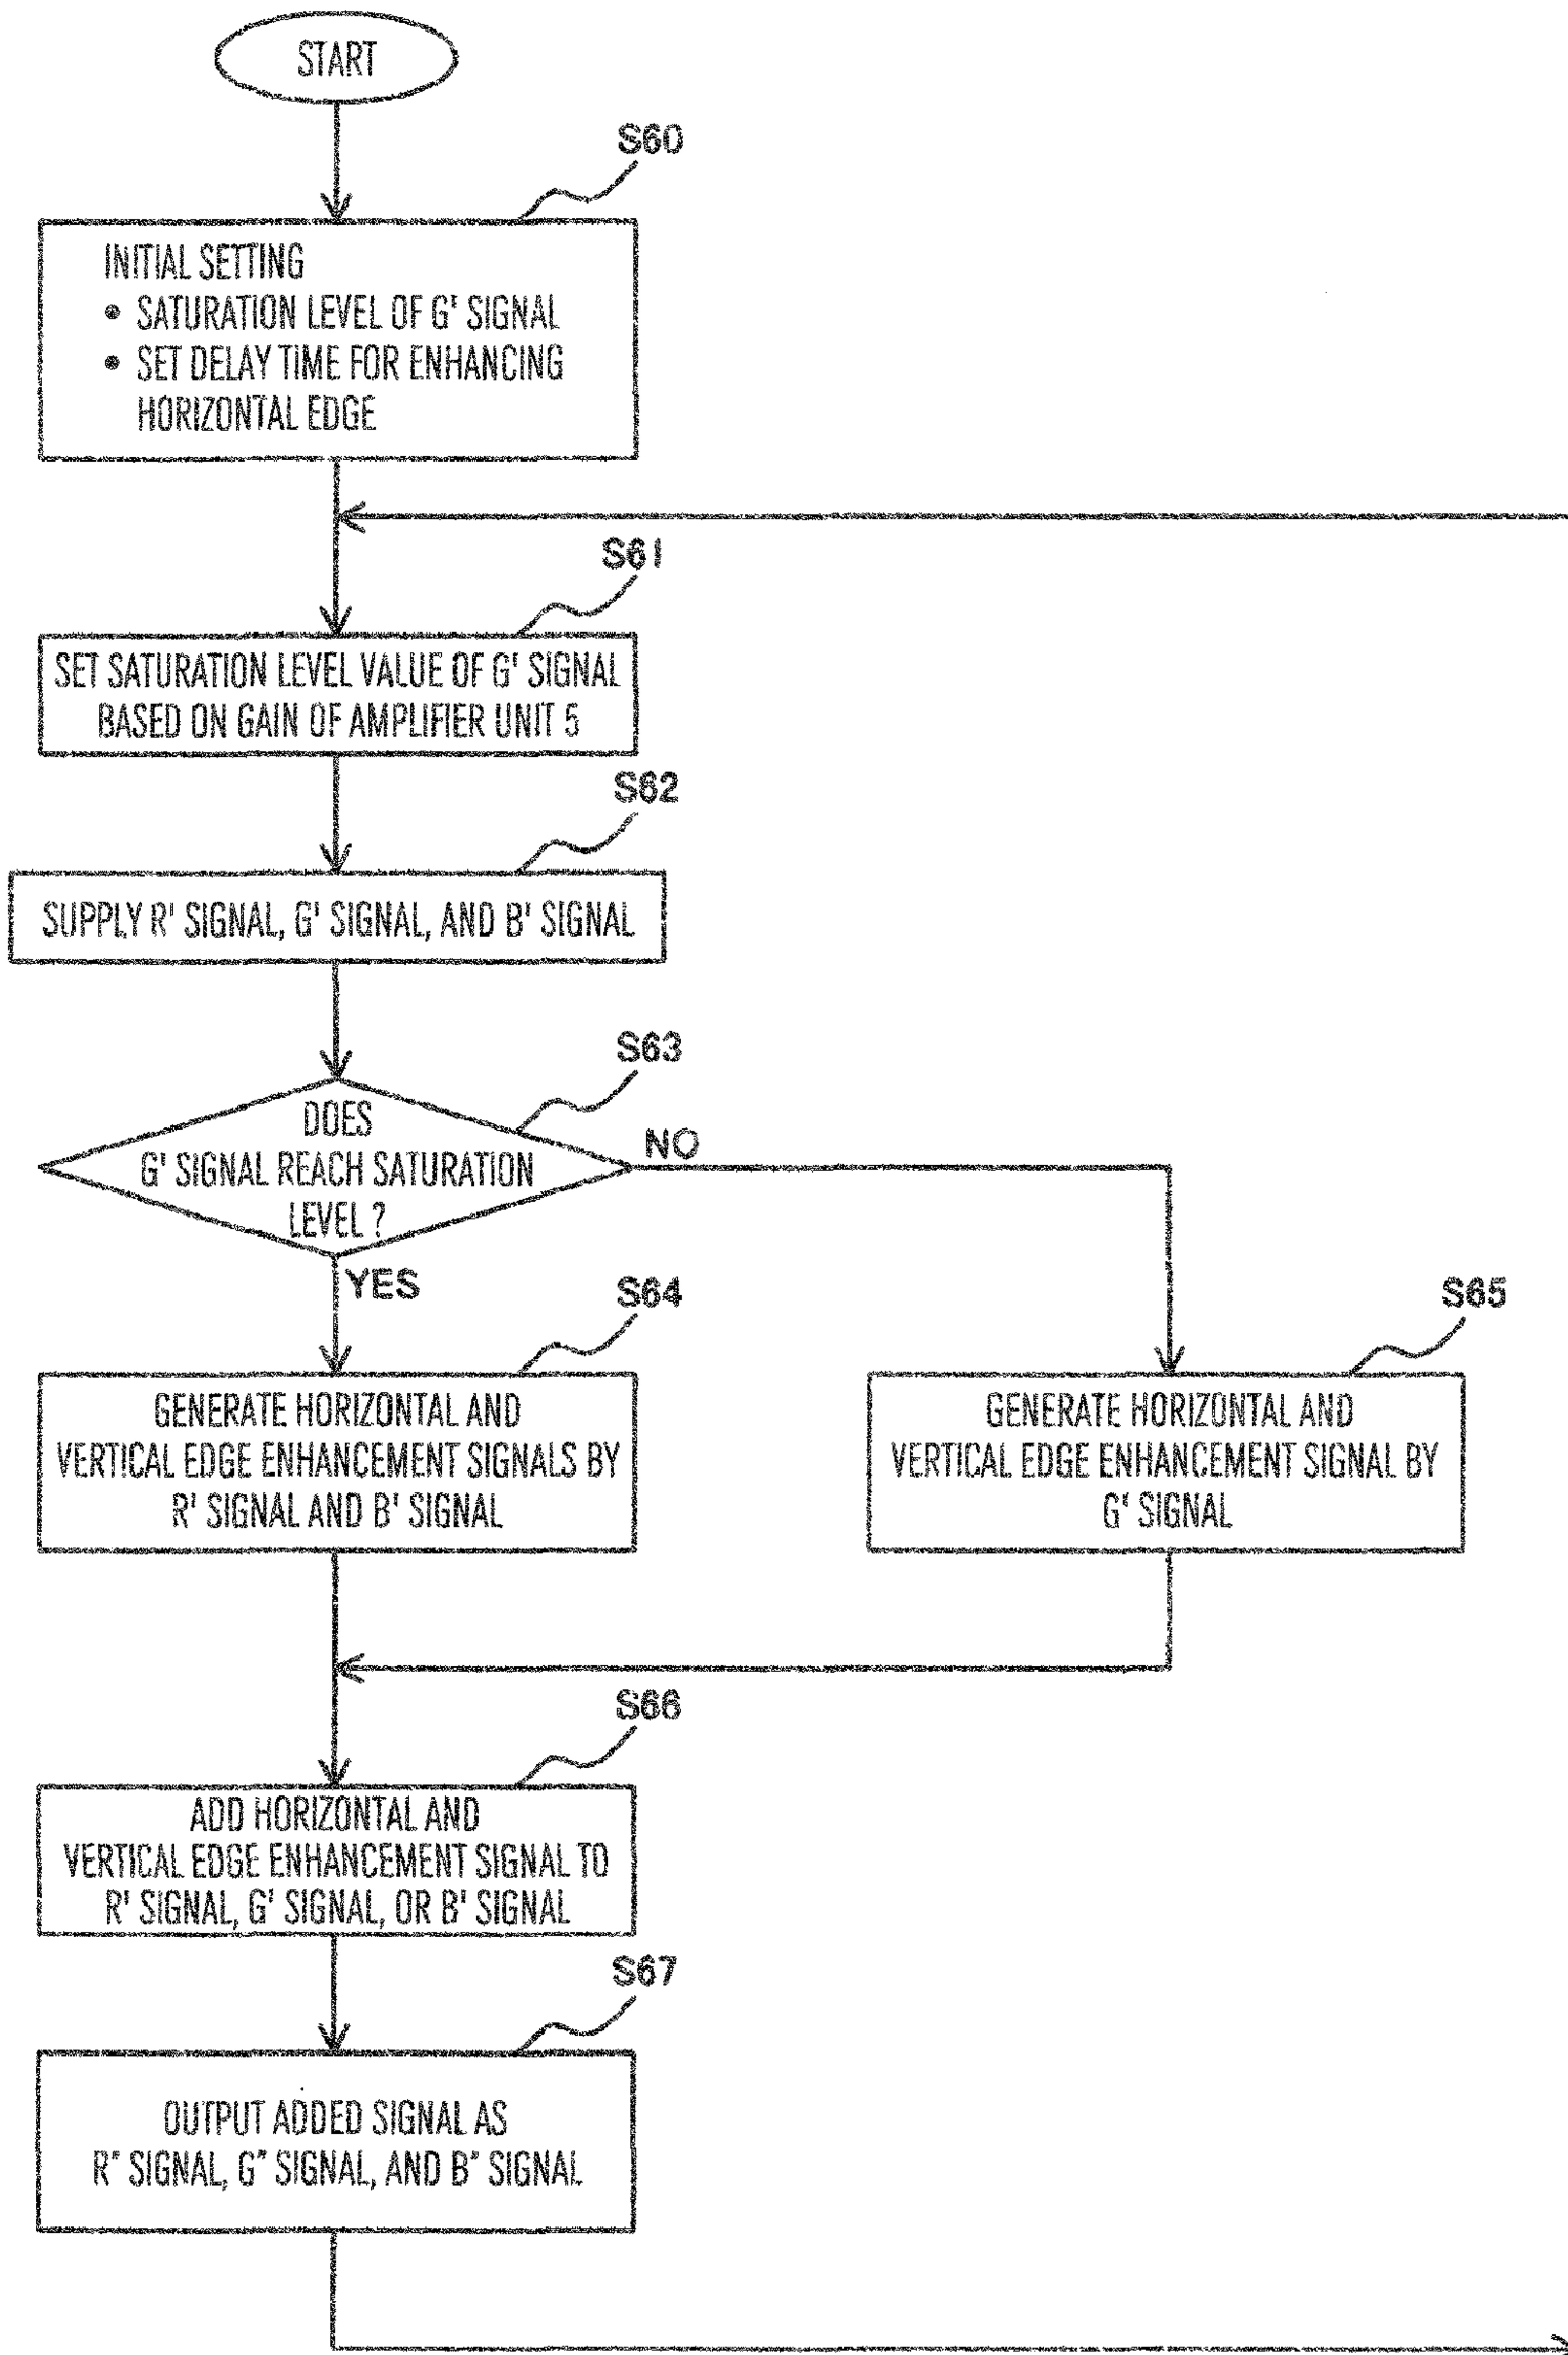 START
S60
INITIAL SETTING
• SATURATION LEVEL OF G' SIGNAL
• SET DELAY TIME FOR ENHANCING
HORIZONTAL EDGE
S61
SET SATURATION LEVEL VALUE OF G' SIGNAL
BASED ON GAIN OF AMPLIFIER UNIT 5
S62
SUPPLY R' SIGNAL, G' SIGNAL, AND B' SIGNAL
S63
DOES
G' SIGNAL REACH SATURATION
LEVEL ?
NO
YES
S64
GENERATE HORIZONTAL AND
VERTICAL EDGE ENHANCEMENT SIGNALS BY
R' SIGNAL AND B' SIGNAL
S65
GENERATE HORIZONTAL AND
VERTICAL EDGE ENHANCEMENT SIGNAL BY
G' SIGNAL
S66
ADD HORIZONTAL AND
VERTICAL EDGE ENHANCEMENT SIGNAL TO
R' SIGNAL, G' SIGNAL, OR B' SIGNAL
S67
OUTPUT ADDED SIGNAL AS
R" SIGNAL, G" SIGNAL, AND B" SIGNAL